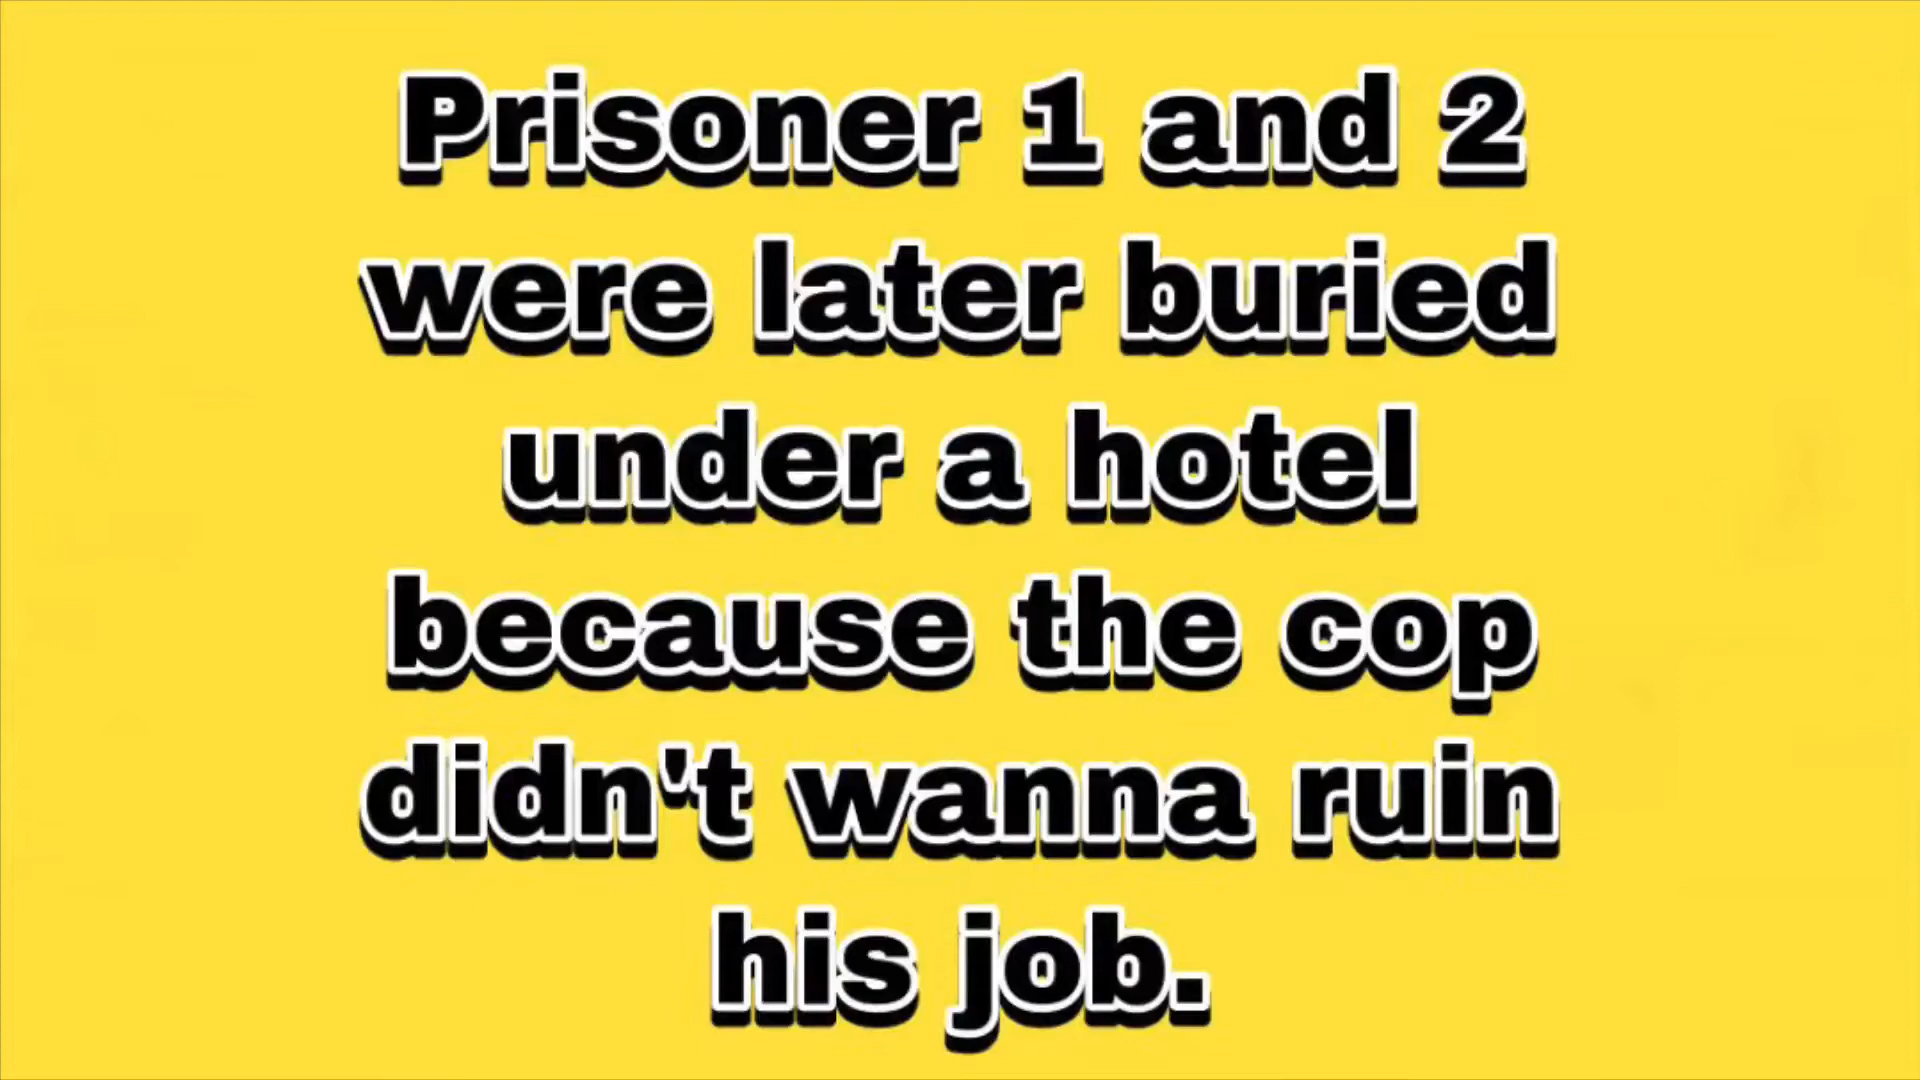 Prisoner 1 and 2
were later buried
under a hotel
because the cop
didn't wanna ruin
his job.